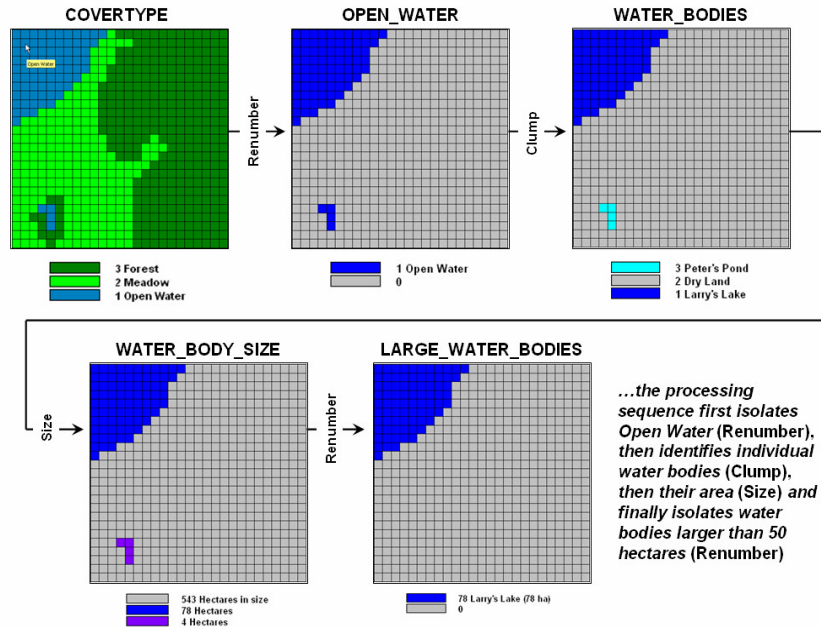 COVERTYPE
OPEN_WATER
WATER_BODIES
Open Water
Renumber
Clump
3 Forest
2 Meadow
1 Open Water
1 Open Water
0
3 Peter's Pond
2 Dry Land
1 Larry's Lake
WATER_BODY_SIZE
LARGE_WATER_BODIES
Size
Renumber
543 Hectares in size
78 Hectares
4 Hectares
78 Larry's Lake (78 ha)
0
...the processing
sequence first isolates
Open Water (Renumber),
then identifies individual
water bodies (Clump),
then their area (Size) and
finally isolates water
bodies larger than 50
hectares (Renumber)